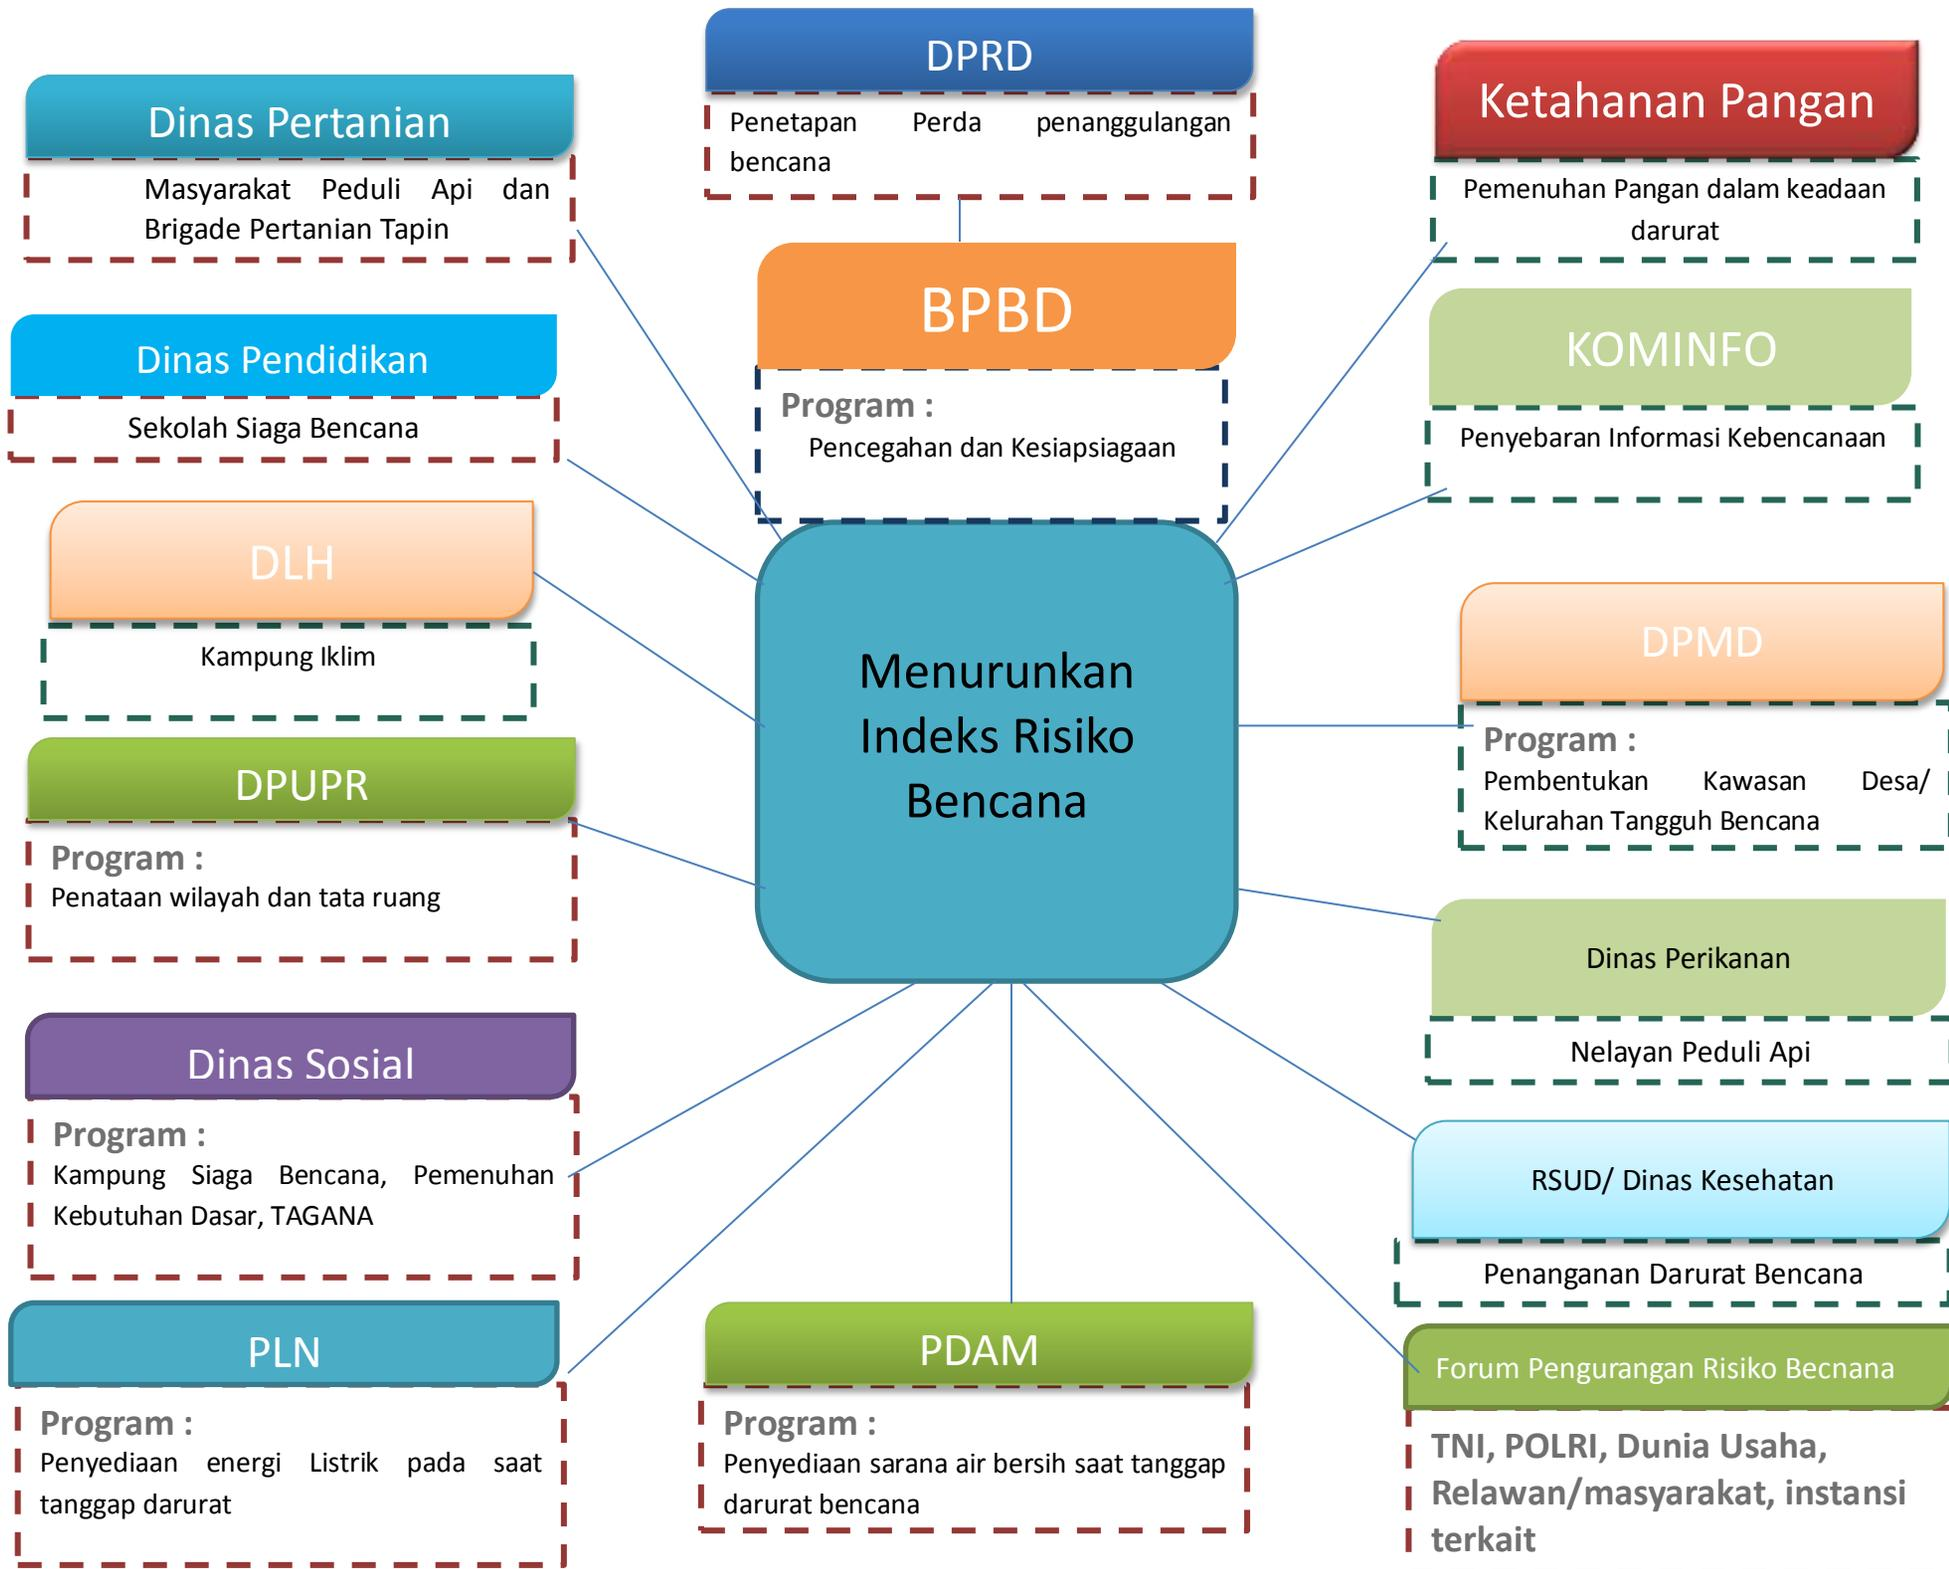 DPRD
Penetapan Perda penanggulangan
bencana
Dinas Pertanian
Masyarakat Peduli Api dan
Brigade Pertanian Tapin
Ketahanan Pangan
Pemenuhan Pangan dalam keadaan
darurat
BPBD
Program :
Pencegahan dan Kesiapsiagaan
Dinas Pendidikan
Sekolah Siaga Bencana
KOMINFO
Penyebaran Informasi Kebencanaan
DLH
Kampung Iklim
Menurunkan
Indeks Risiko
Bencana
DPMD
Program :
Pembentukan Kawasan Desa/
Kelurahan Tangguh Bencana
DPUPR
Program :
Penataan wilayah dan tata ruang
Dinas Perikanan
Nelayan Peduli Api
Dinas Sosial
Program :
Kampung Siaga Bencana, Pemenuhan
Kebutuhan Dasar, TAGANA
RSUD/ Dinas Kesehatan
Penanganan Darurat Bencana
PLN
Program :
Penyediaan energi Listrik pada saat
tanggap darurat
PDAM
Program :
Penyediaan sarana air bersih saat tanggap
darurat bencana
Forum Pengurangan Risiko Becnana
TNI, POLRI, Dunia Usaha,
Relawan/masyarakat, instansi
terkait